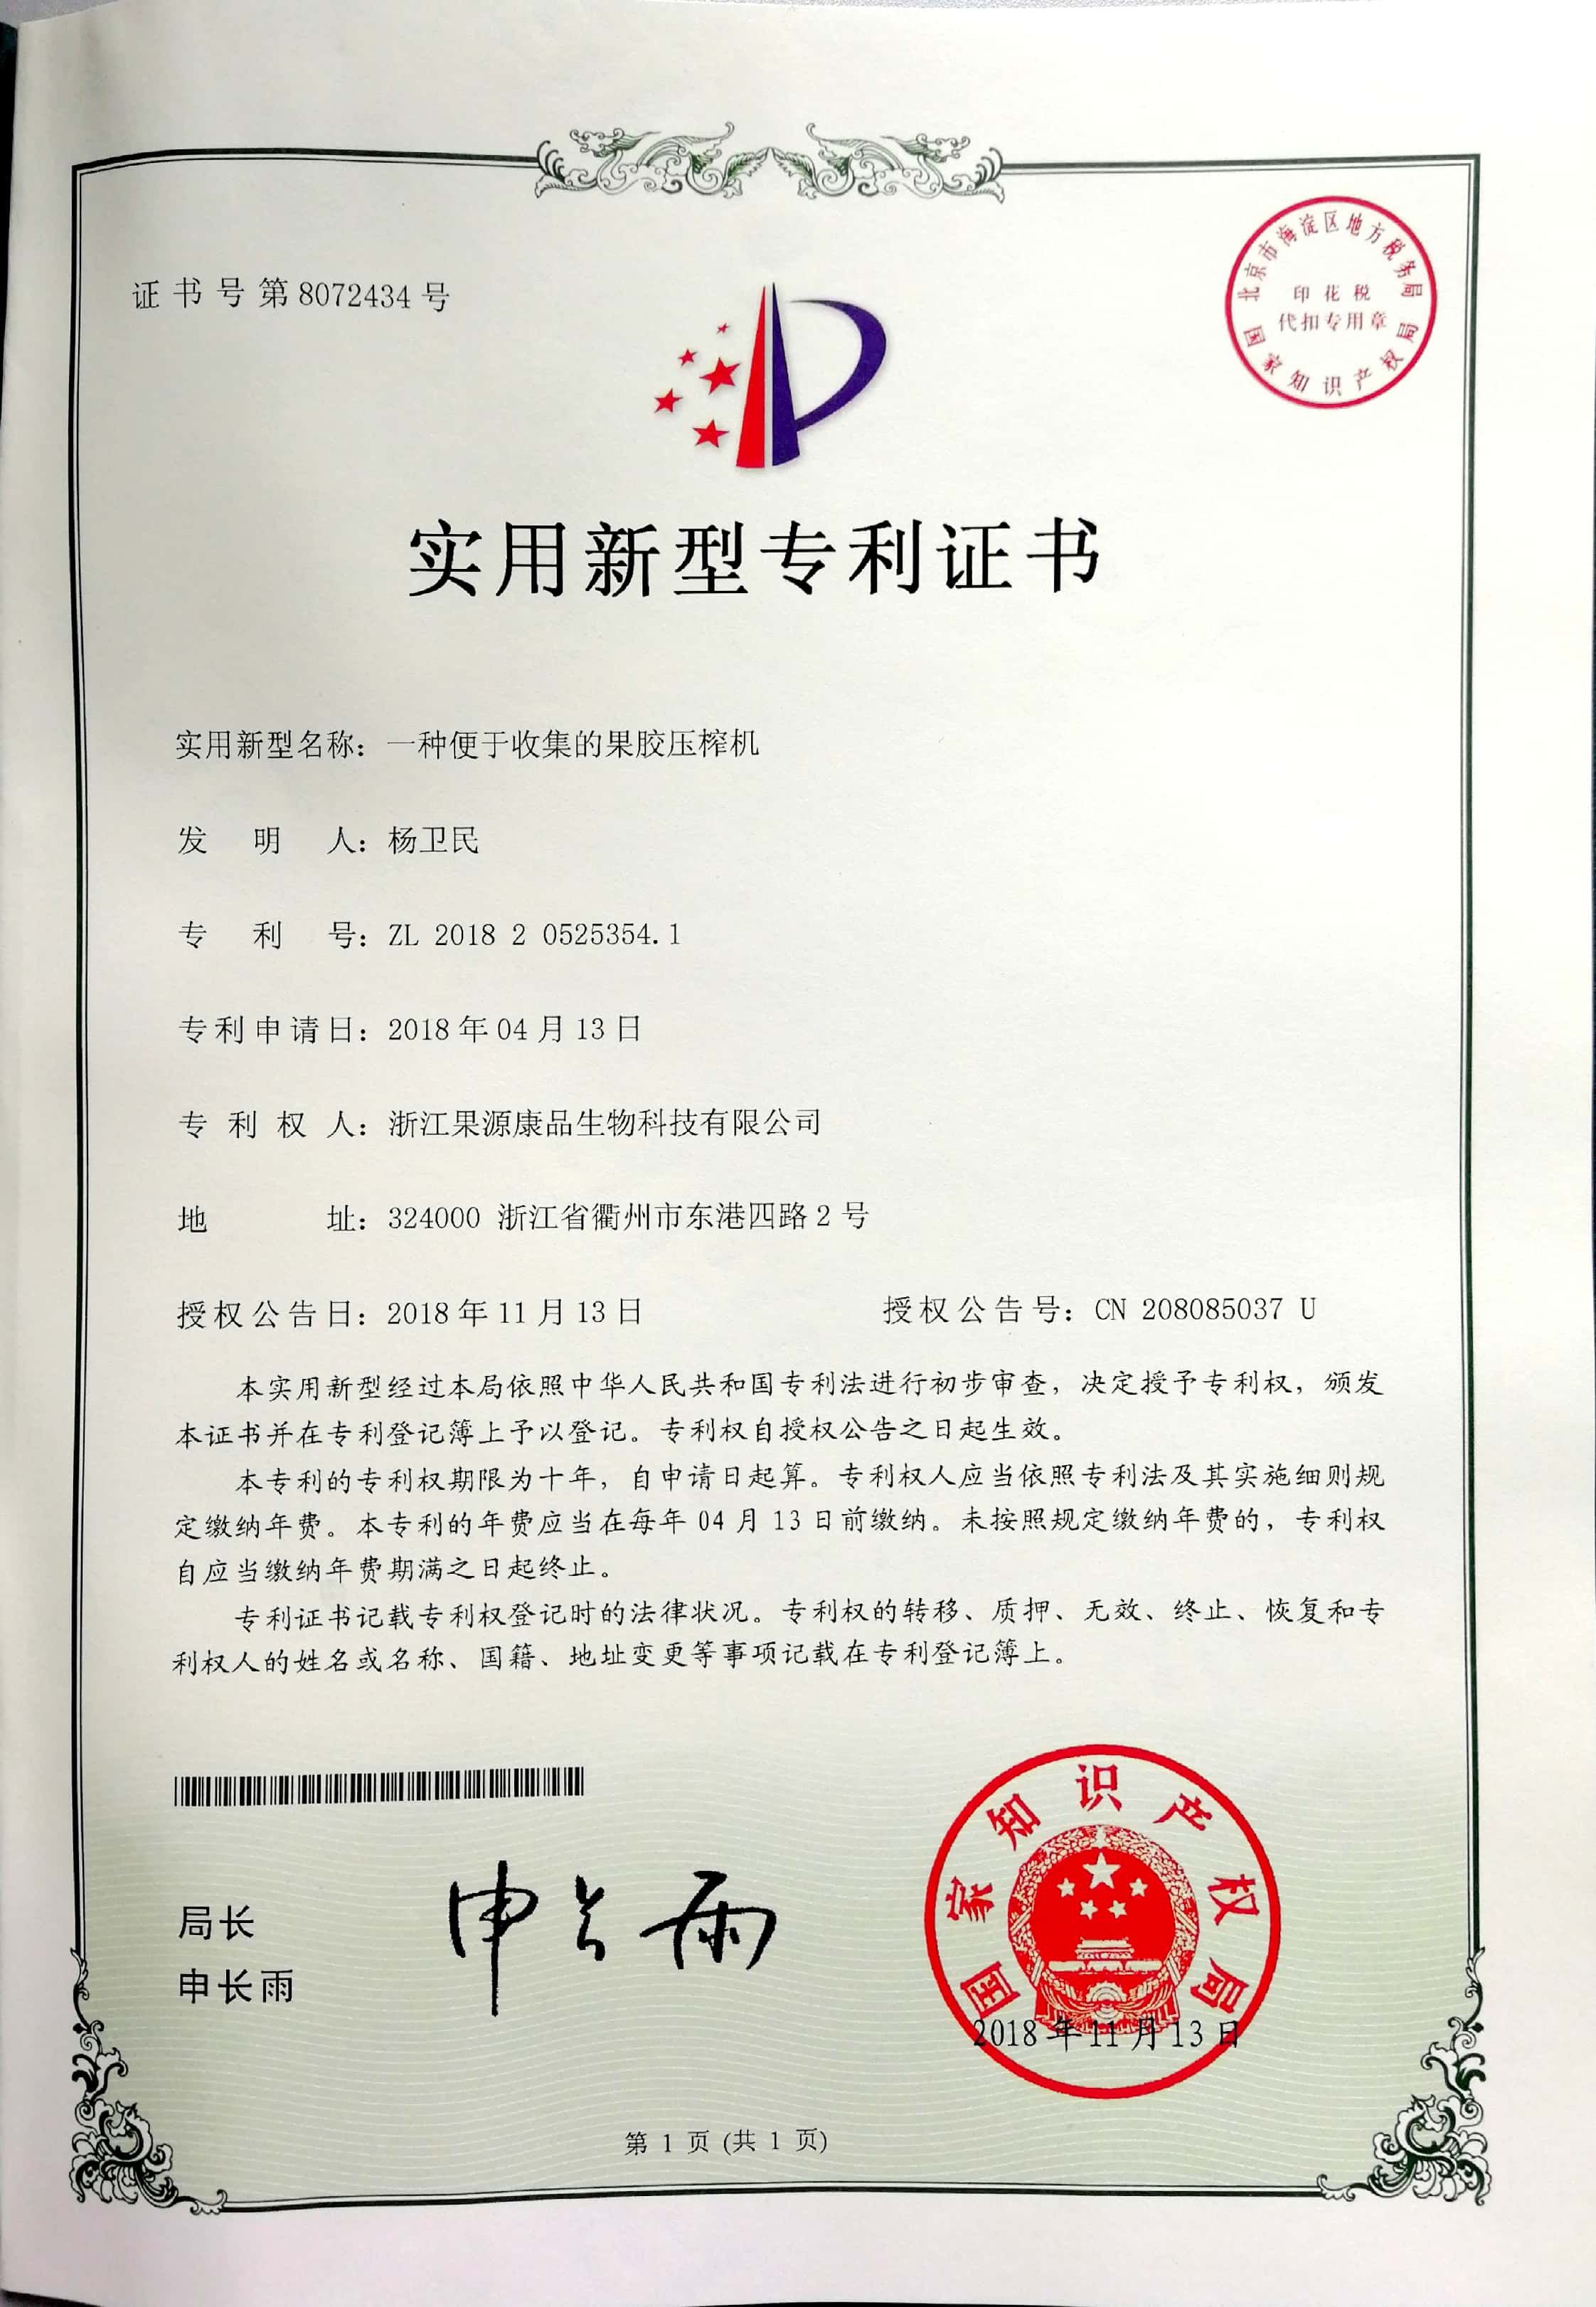 证书号第8072434号
北京市海淀区地方税务局
印花税
代扣专用章
国家知识产权局
实用新型专利证书
实用新型名称：一种便于收集的果胶压榨机
发明人：杨卫民
专利号：ZL 2018 2 0525354.1
专利申请日：2018年04月13日
专利权人：浙江果源康品生物科技有限公司
地址：324000 浙江省衢州市东港四路2号
授权公告日：2018年11月13日 授权公告号：CN 208085037 U
本实用新型经过本局依照中华人民共和国专利法进行初步审查，决定授予专利权，颁发
本证书并在专利登记簿上予以登记。专利权自授权公告之日起生效。
本专利的专利权期限为十年，自申请日起算。专利权人应当依照专利法及其实施细则规
定缴纳年费。本专利的年费应当在每年04月13日前缴纳。未按照规定缴纳年费的，专利权
自应当缴纳年费期满之日起终止。
专利证书记载专利权登记时的法律状况。专利权的转移、质押、无效、终止、恢复和专
利权人的姓名或名称、国籍、地址变更等事项记载在专利登记簿上。
局长
申长雨
申长雨
国家知识产权局
2018年11月13日
第 1 页 (共 1 页)